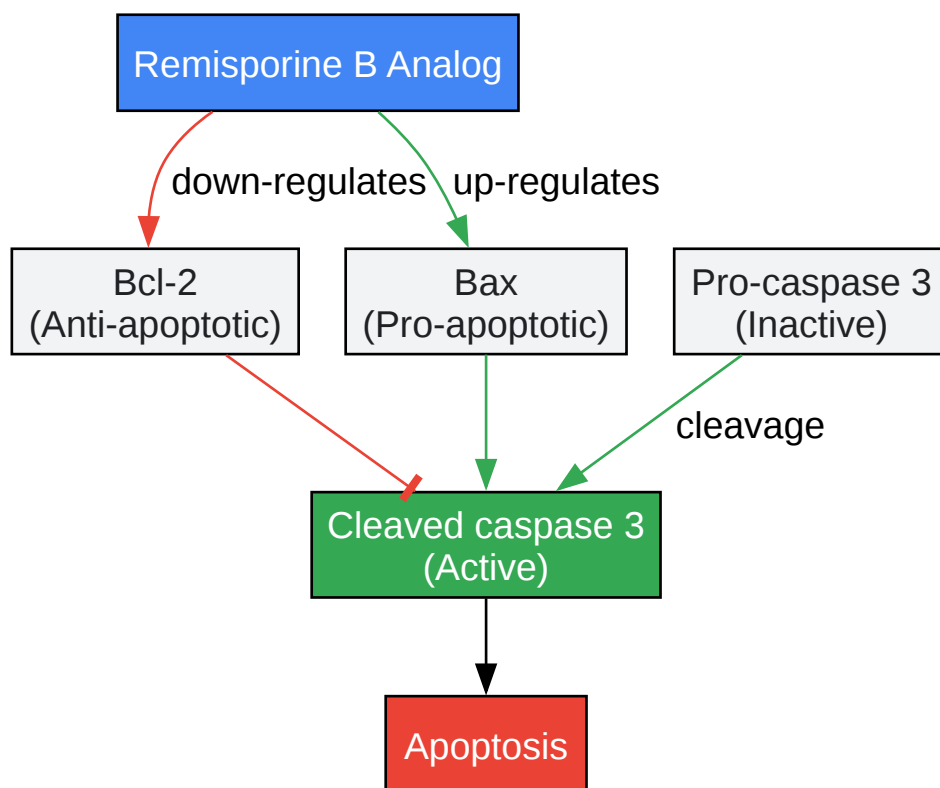 Remisporine B Analog
down-regulates
up-regulates
Bcl-2
(Anti-apoptotic)
Bax
(Pro-apoptotic)
Pro-caspase 3
(Inactive)
cleavage
Cleaved caspase 3
(Active)
Apoptosis